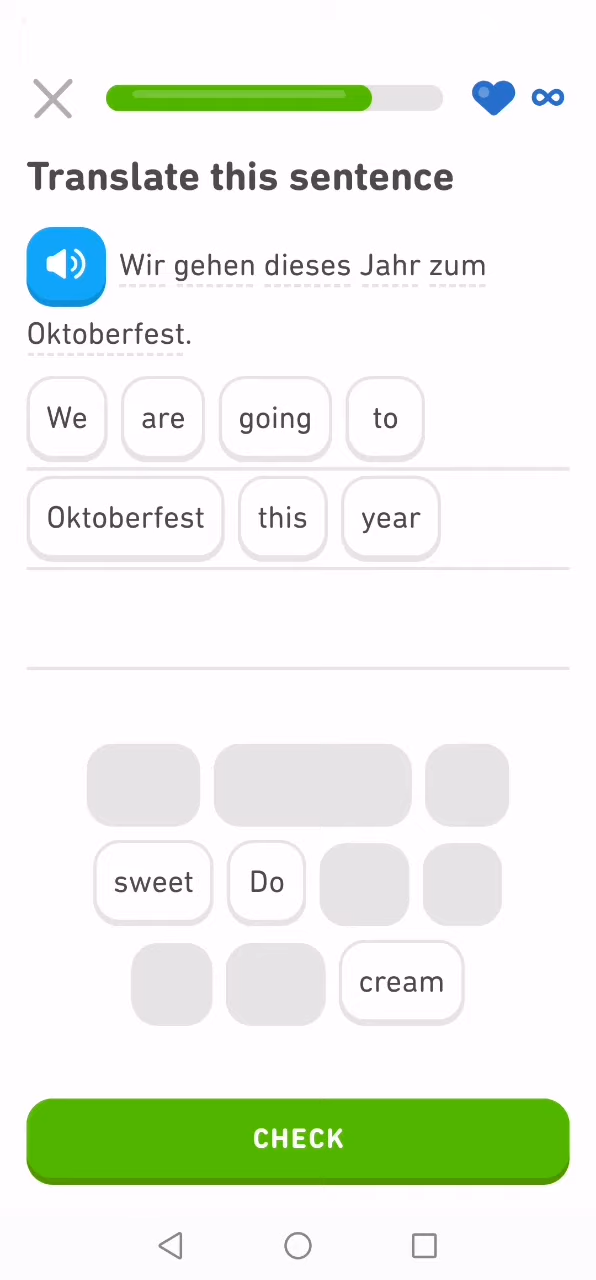 Translate this sentence
Wir gehen dieses Jahr zum
Oktoberfest.
We are going to
Oktoberfest this year
sweet Do
cream
CHECK